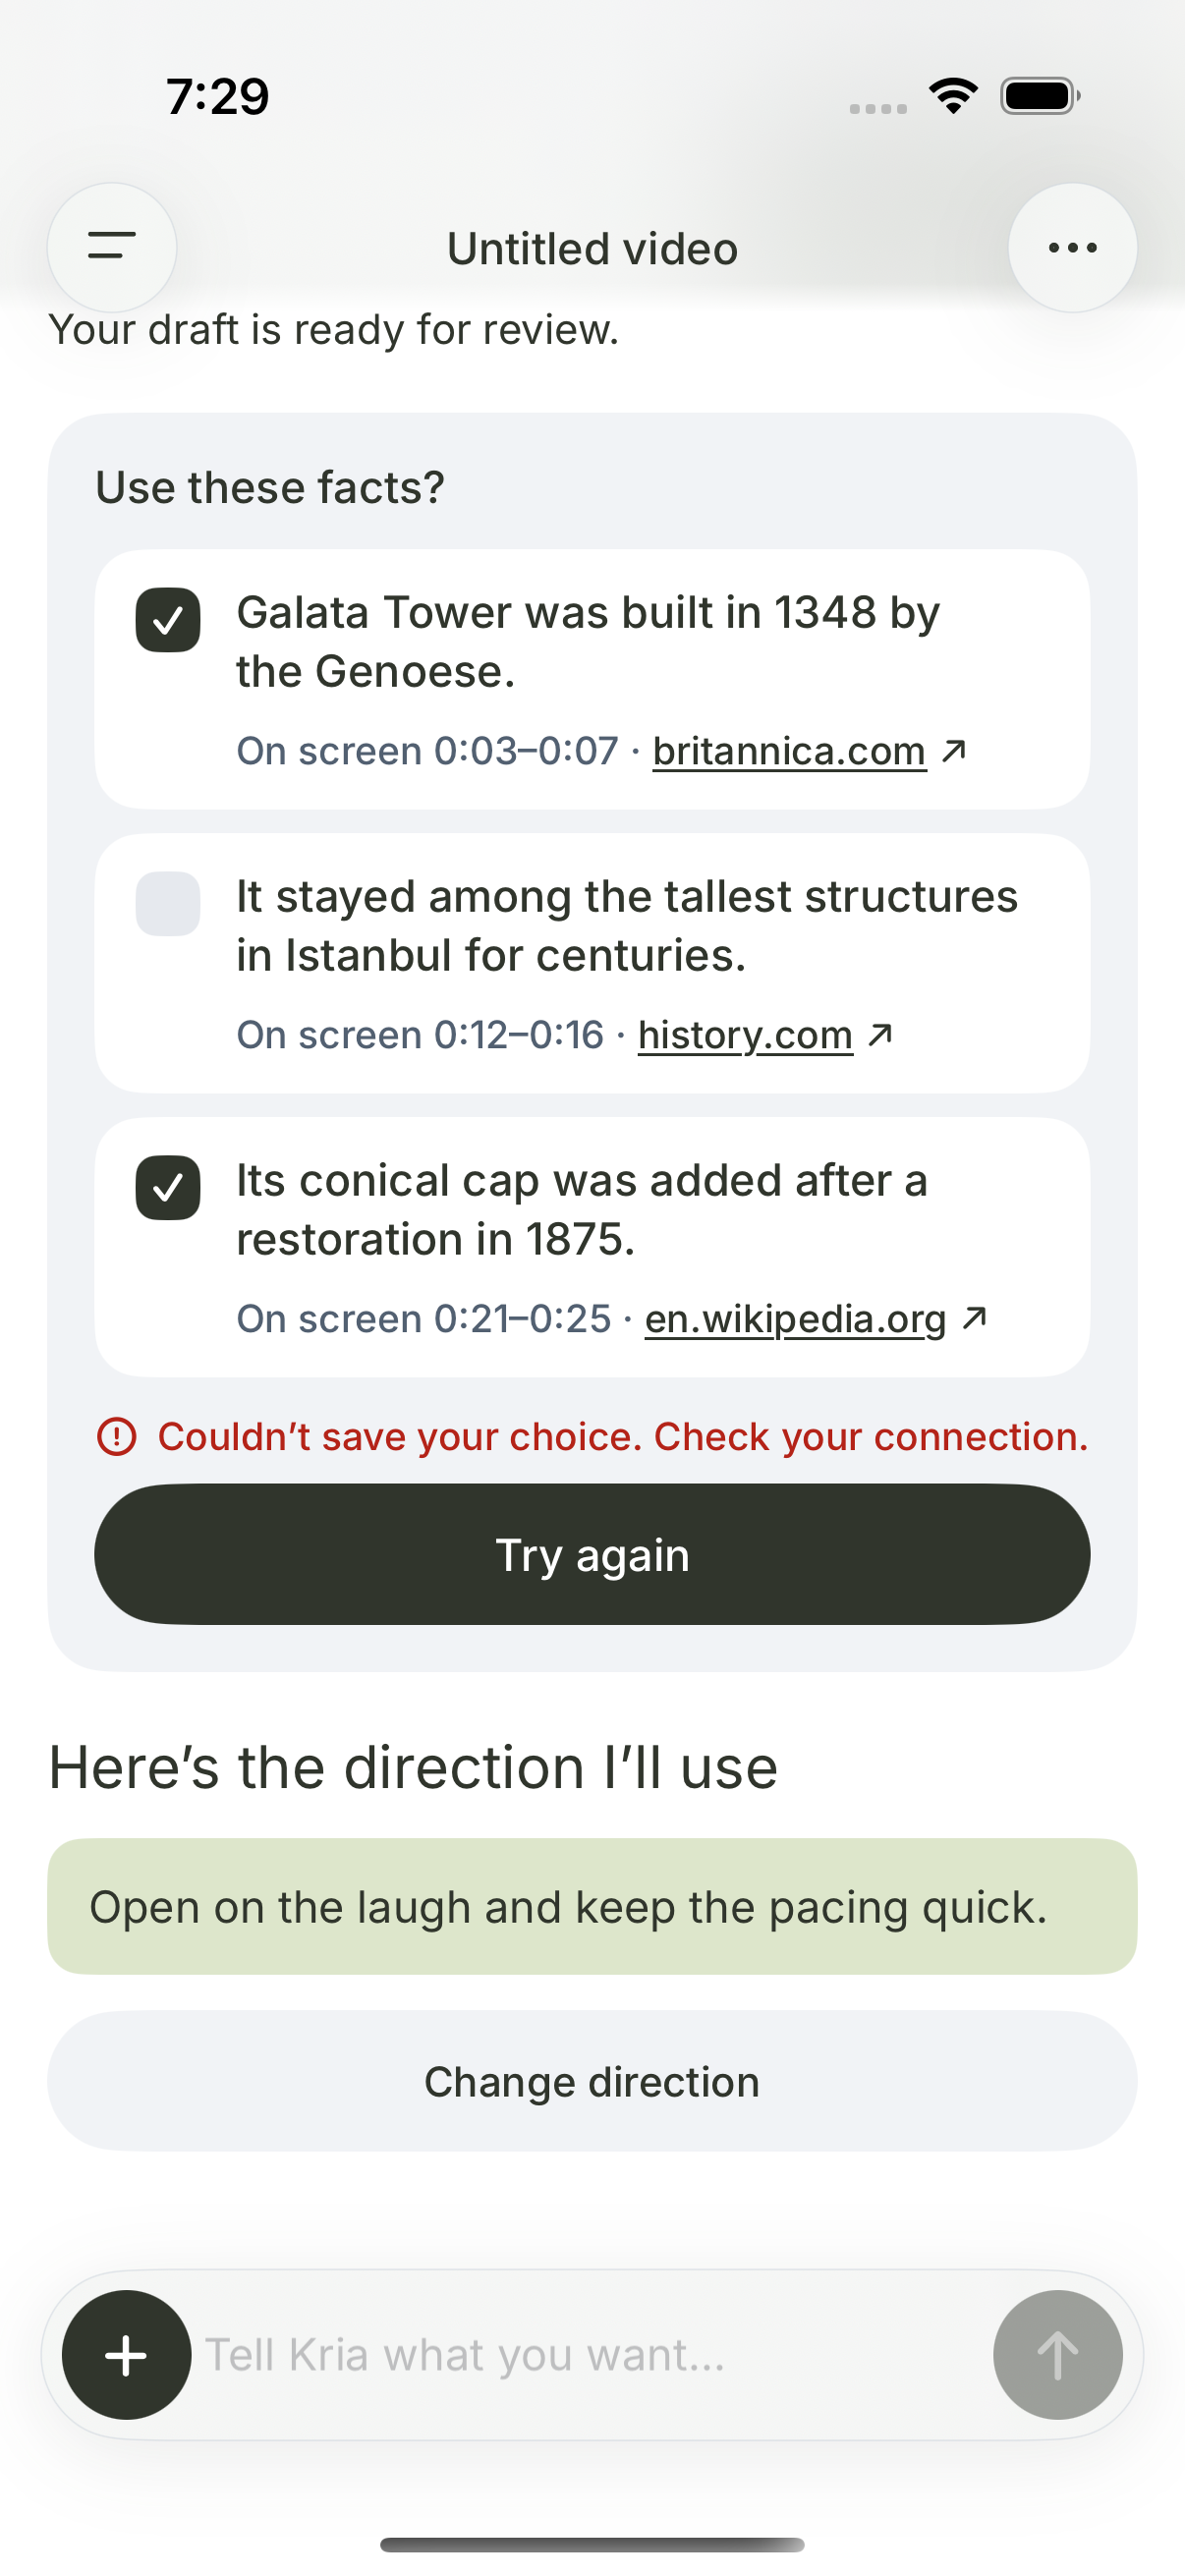 7:29
Untitled video
Your draft is ready for review.
Use these facts?
Galata Tower was built in 1348 by
the Genoese.
On screen 0:03–0:07 · britannica.com ↗
It stayed among the tallest structures
in Istanbul for centuries.
On screen 0:12–0:16 · history.com ↗
Its conical cap was added after a
restoration in 1875.
On screen 0:21–0:25 · en.wikipedia.org ↗
Couldn’t save your choice. Check your connection.
Try again
Here’s the direction I’ll use
Open on the laugh and keep the pacing quick.
Change direction
Tell Kria what you want...